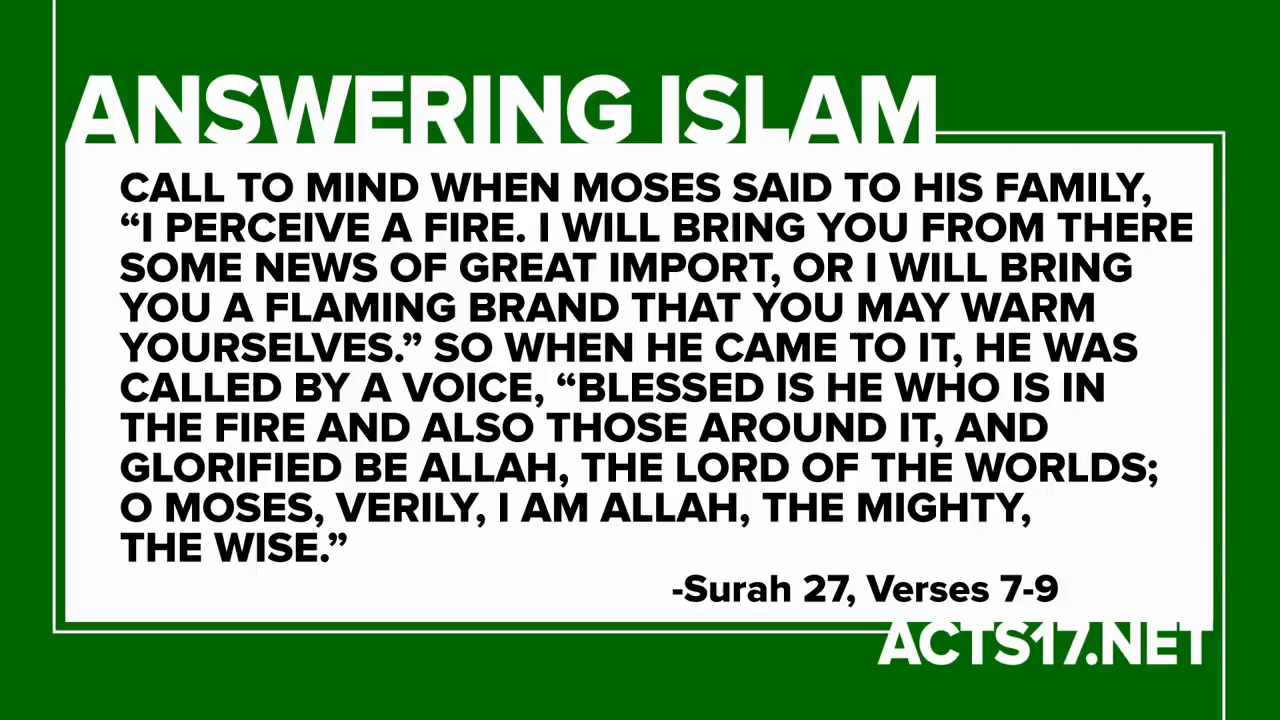 ANSWERING ISLAM
CALL TO MIND WHEN MOSES SAID TO HIS FAMILY,
“I PERCEIVE A FIRE. I WILL BRING YOU FROM THERE
SOME NEWS OF GREAT IMPORT, OR I WILL BRING
YOU A FLAMING BRAND THAT YOU MAY WARM
YOURSELVES.” SO WHEN HE CAME TO IT, HE WAS
CALLED BY A VOICE, “BLESSED IS HE WHO IS IN
THE FIRE AND ALSO THOSE AROUND IT, AND
GLORIFIED BE ALLAH, THE LORD OF THE WORLDS;
O MOSES, VERILY, I AM ALLAH, THE MIGHTY,
THE WISE.”
-Surah 27, Verses 7-9
ACTS17.NET